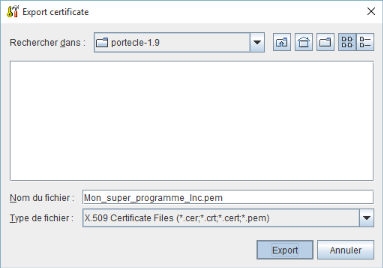 Export certificate
Rechercher dans : portecle-1.9
Nom du fichier : Mon_super_programme_Inc.pem
Type de fichier : X.509 Certificate Files (*.cer;*.crt;*.cert;*.pem)
Export Annuler